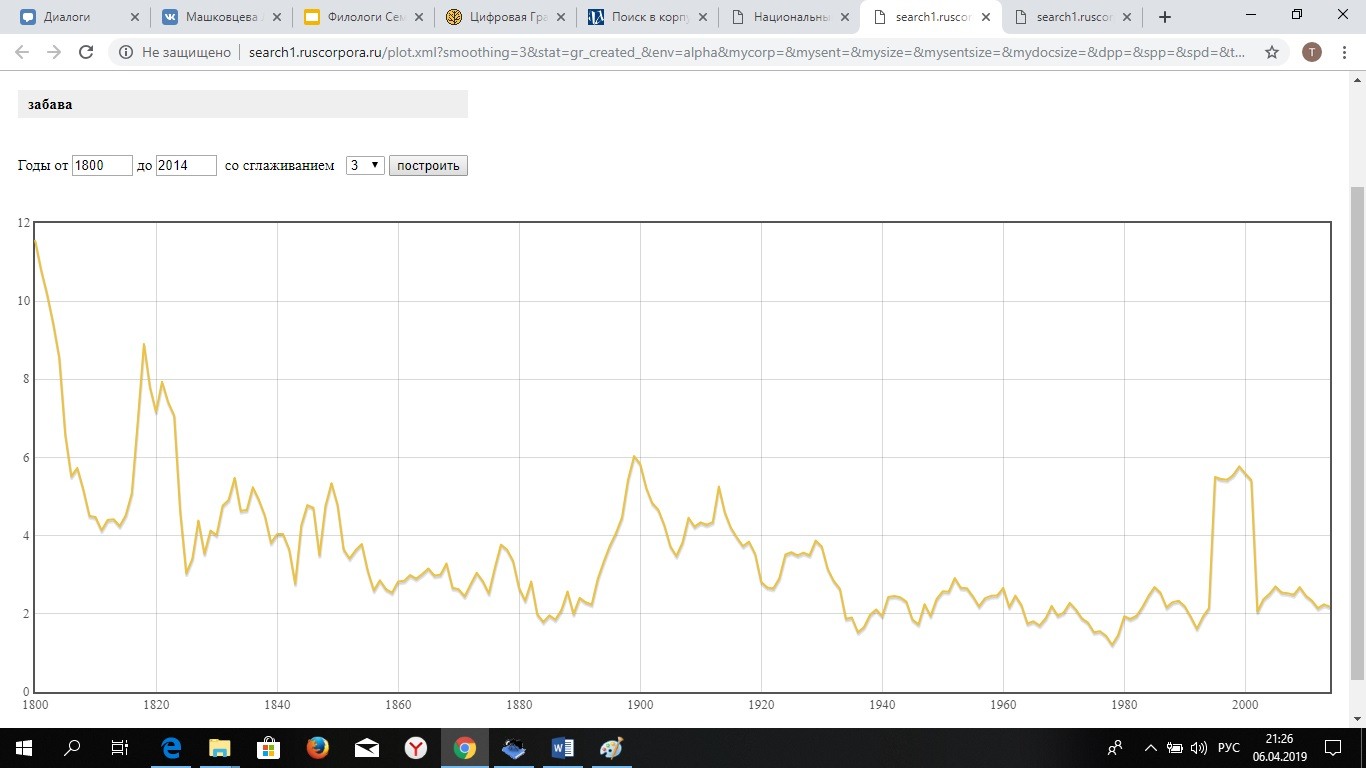 Диалоги
Машковцева
Филологи Сем
Цифровая Гра
Поиск в корпу
Национальны
search1.ruscor
search1.ruscor
Не защищено
search1.ruscorpora.ru/plot.xml?smoothing=3&stat=gr_created_&env=alpha&mycorp=&mysent=&mysize=&mysentsize=&mydocsize=&dpp=&spp=&spd=&t...
T
забава
Годы от 1800 до 2014 со сглаживанием 3 построить
12
10
8
6
4
2
0
1800 1820 1840 1860 1880 1900 1920 1940 1960 1980 2000
РУС
21:26
06.04.2019